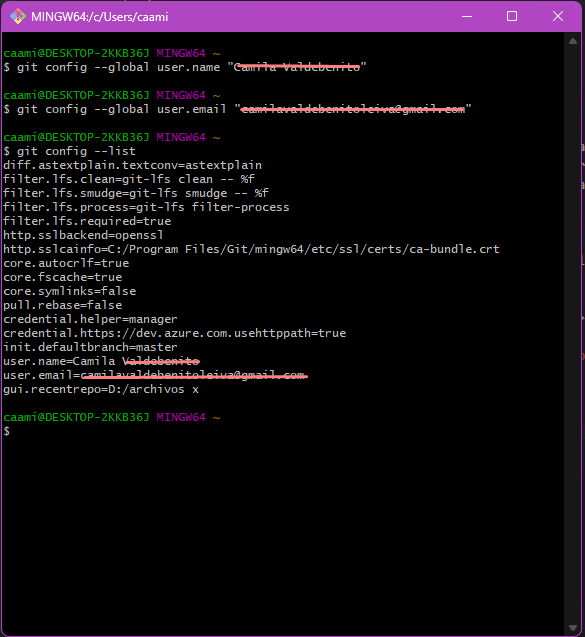 MINGW64:/c/Users/caami
caami@DESKTOP-2KKB36J MINGW64 ~
$ git config --global user.name "Camila Valdebenito"
caami@DESKTOP-2KKB36J MINGW64 ~
$ git config --global user.email "camilavaldebenitoleiva@gmail.com"
caami@DESKTOP-2KKB36J MINGW64 ~
$ git config --list
diff.astextplain.textconv=astextplain
filter.lfs.clean=git-lfs clean -- %f
filter.lfs.smudge=git-lfs smudge -- %f
filter.lfs.process=git-lfs filter-process
filter.lfs.required=true
http.sslbackend=openssl
http.sslcainfo=C:/Program Files/Git/mingw64/etc/ssl/certs/ca-bundle.crt
core.autocrlf=true
core.fscache=true
core.symlinks=false
pull.rebase=false
credential.helper=manager
credential.https://dev.azure.com.usehttppath=true
init.defaultbranch=master
user.name=Camila Valdebenito
user.email=camilavaldebenitoleiva@gmail.com
gui.recentrepo=D:/archivos x
caami@DESKTOP-2KKB36J MINGW64 ~
$